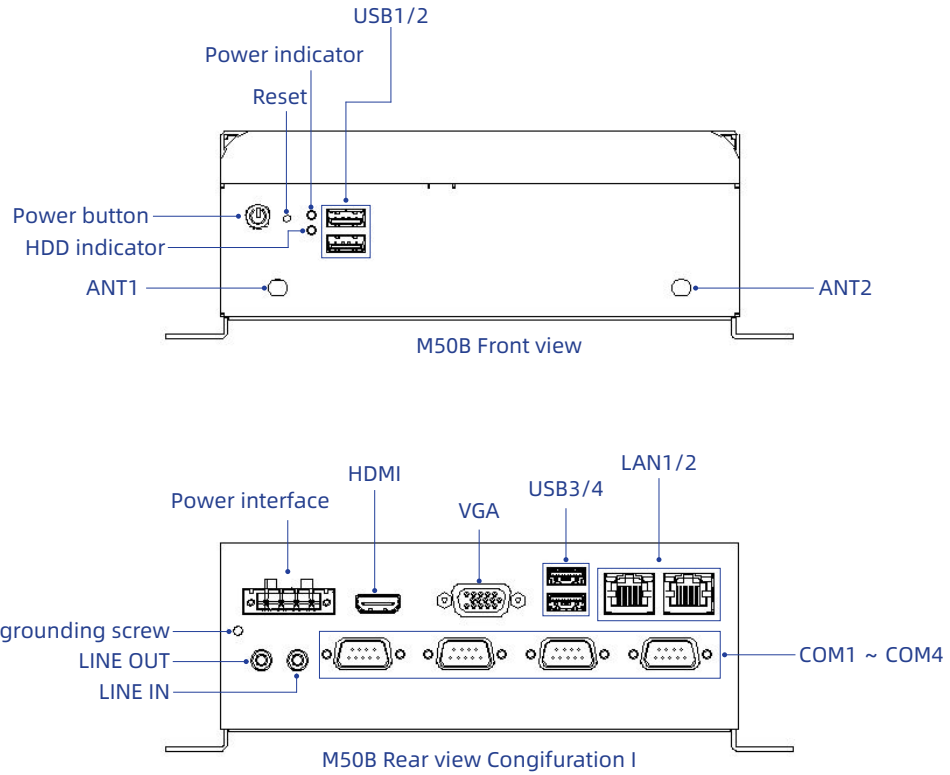 USB1/2
Power indicator
Reset
Power button
HDD indicator
ANT1
ANT2
M50B Front view
LAN1/2
HDMI
USB3/4
Power interface
VGA
grounding screw
LINE OUT
COM1 ~ COM4
LINE IN
M50B Rear view Congifuration I